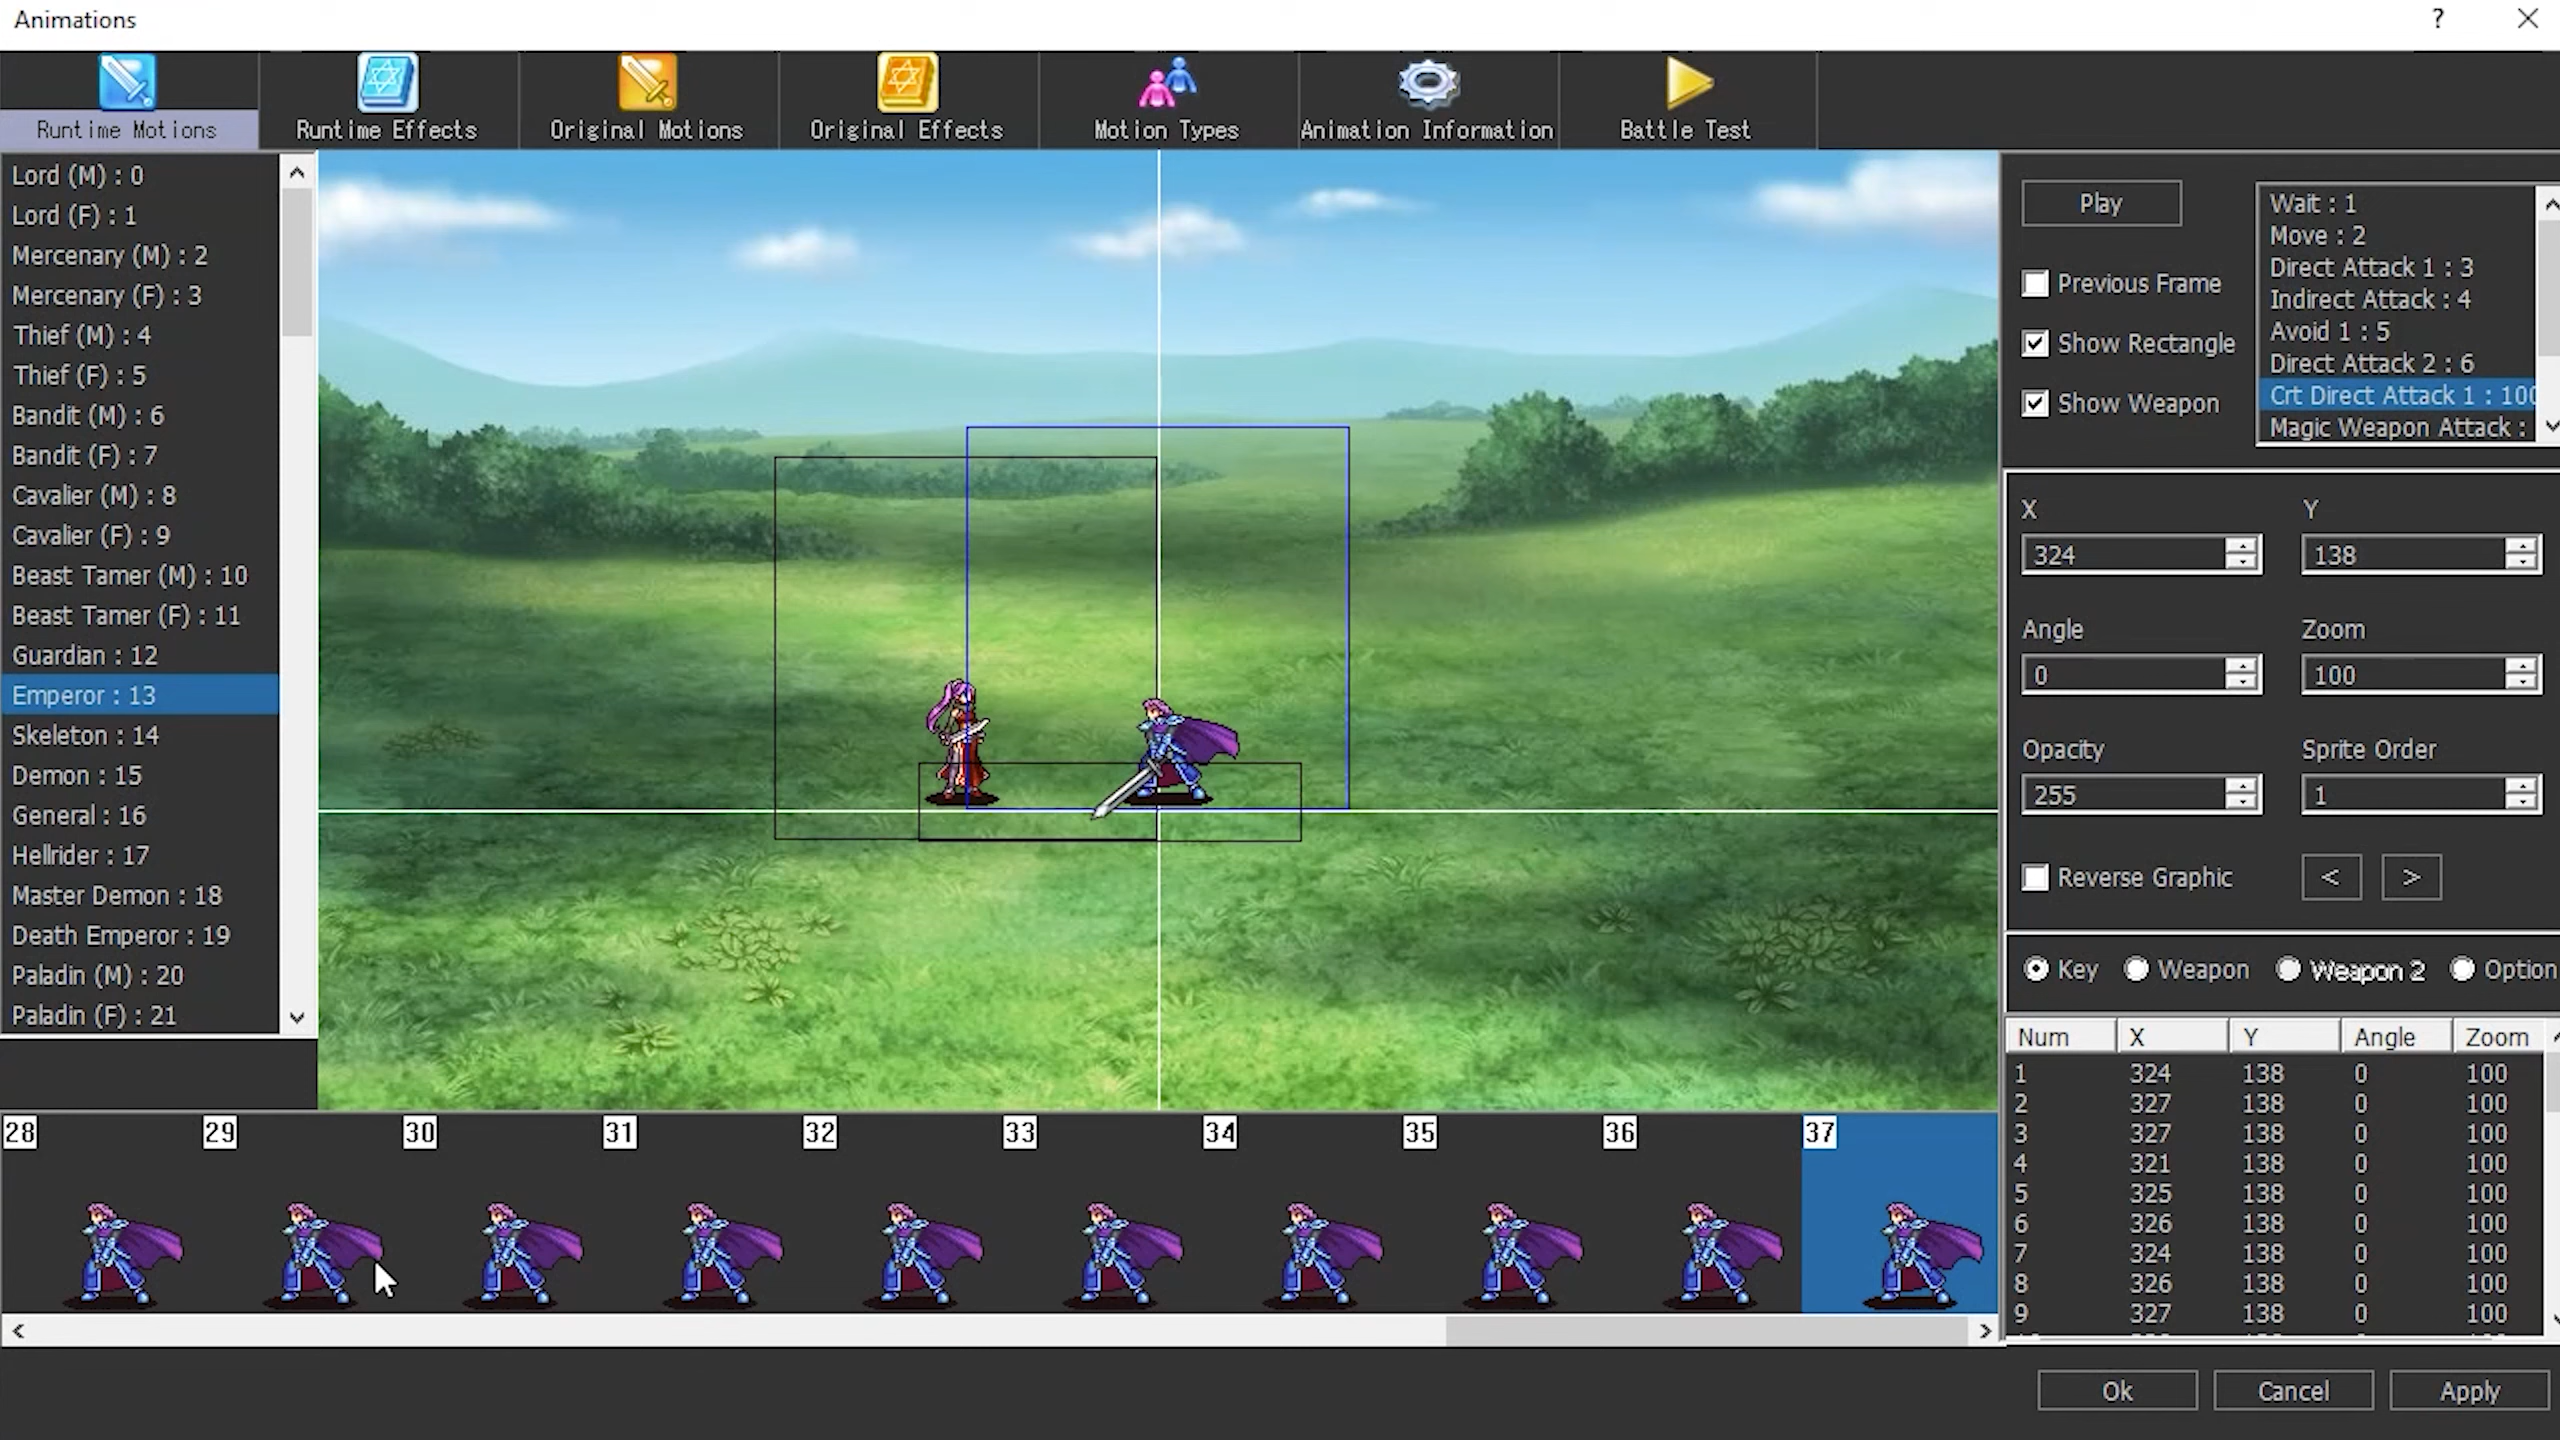 Animations
?
Runtime Motions
Runtime Effects
Original Motions
Original Effects
Motion Types
Animation Information
Battle Test
Lord (M) : 0
Lord (F) : 1
Mercenary (M) : 2
Mercenary (F) : 3
Thief (M) : 4
Thief (F) : 5
Bandit (M) : 6
Bandit (F) : 7
Cavalier (M) : 8
Cavalier (F) : 9
Beast Tamer (M) : 10
Beast Tamer (F) : 11
Guardian : 12
Emperor : 13
Skeleton : 14
Demon : 15
General : 16
Hellrider : 17
Master Demon : 18
Death Emperor : 19
Paladin (M) : 20
Paladin (F) : 21
Play
Previous Frame
Show Rectangle
Show Weapon
Wait : 1
Move : 2
Direct Attack 1 : 3
Indirect Attack : 4
Avoid 1 : 5
Direct Attack 2 : 6
Crt Direct Attack 1 : 100
Magic Weapon Attack :
X Y
324 138
Angle Zoom
0 100
Opacity Sprite Order
255 1
Reverse Graphic < >
Key Weapon Weapon 2 Option
Num X Y Angle Zoom
1 324 138 0 100
2 327 138 0 100
3 327 138 0 100
4 321 138 0 100
5 325 138 0 100
6 326 138 0 100
7 324 138 0 100
8 326 138 0 100
9 327 138 0 100
28 29 30 31 32 33 34 35 36 37
Ok Cancel Apply